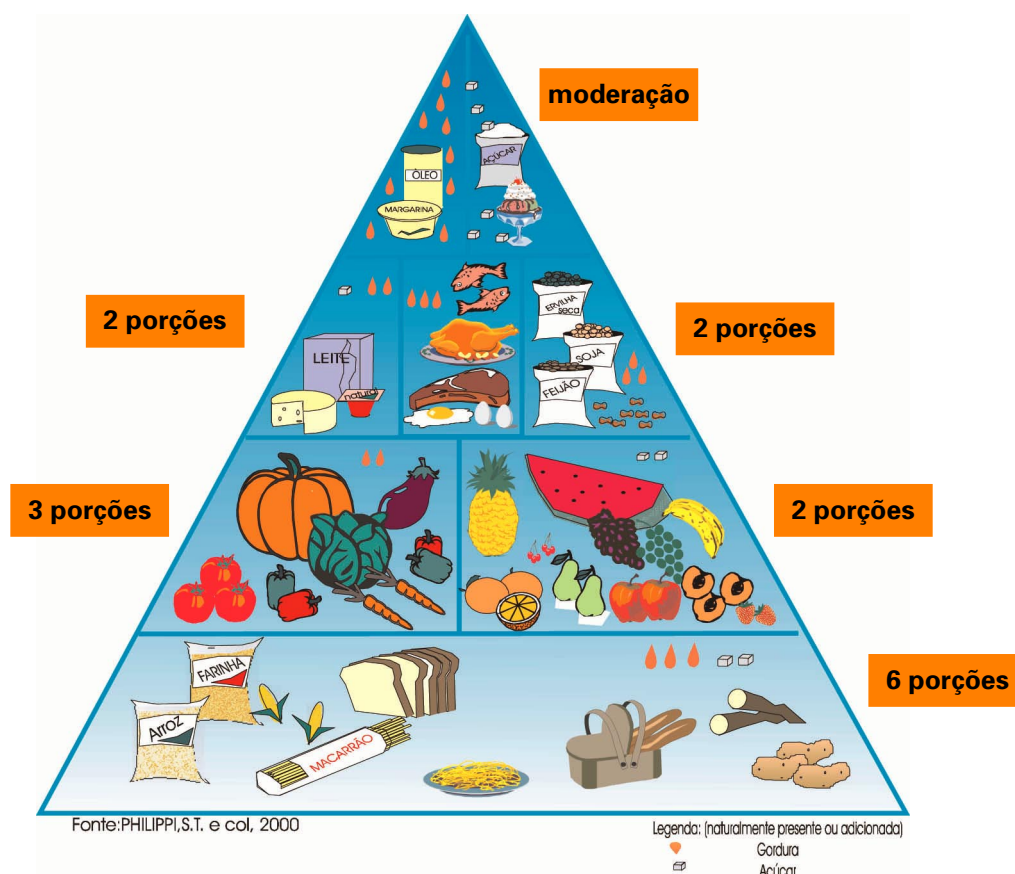 moderação
AÇÚCAR
ÓLEO
MARGARINA
2 porções
ERVILHA
seca
2 porções
LEITE
SOJA
natura
FEIJÃO
3 porções
2 porções
FARINHA
6 porções
Arroz
MACARRÃO
Fonte:PHILIPPI,S.T. e col, 2000
Legenda: (naturalmente presente ou adicionada)
Gordura
Açúcar